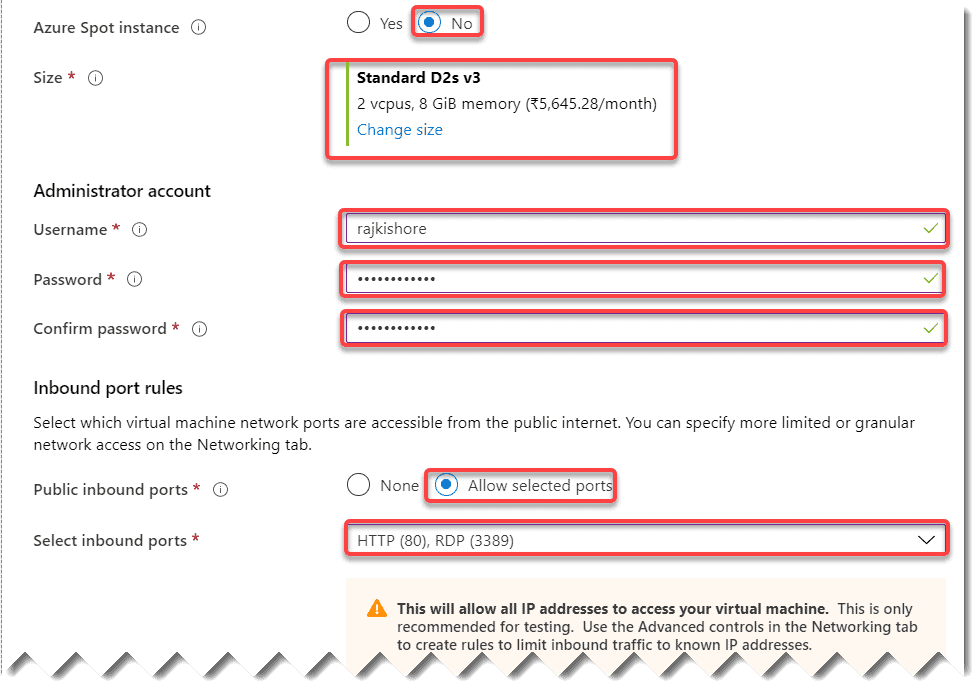 Azure Spot instance Yes No
Size * Standard D2s v3
2 vcpus, 8 GiB memory (₹5,645.28/month)
Change size
Administrator account
Username * rajkishore
Password * ••••••••••••
Confirm password * ••••••••••••
Inbound port rules
Select which virtual machine network ports are accessible from the public internet. You can specify more limited or granular
network access on the Networking tab.
Public inbound ports * None Allow selected ports
Select inbound ports * HTTP (80), RDP (3389)
This will allow all IP addresses to access your virtual machine. This is only
recommended for testing. Use the Advanced controls in the Networking tab
to create rules to limit inbound traffic to known IP addresses.